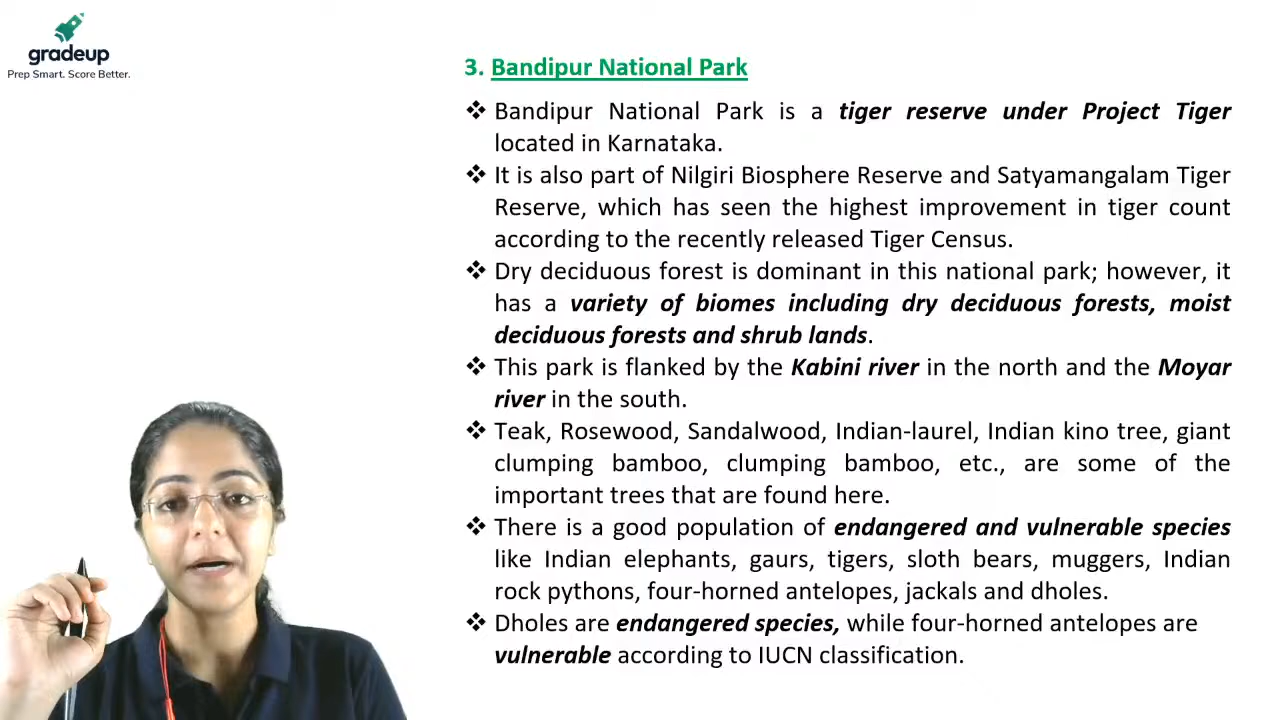 gradeup
Prep Smart. Score Better.
3. Bandipur National Park
❖ Bandipur National Park is a tiger reserve under Project Tiger
located in Karnataka.
❖ It is also part of Nilgiri Biosphere Reserve and Satyamangalam Tiger
Reserve, which has seen the highest improvement in tiger count
according to the recently released Tiger Census.
❖ Dry deciduous forest is dominant in this national park; however, it
has a variety of biomes including dry deciduous forests, moist
deciduous forests and shrub lands.
❖ This park is flanked by the Kabini river in the north and the Moyar
river in the south.
❖ Teak, Rosewood, Sandalwood, Indian-laurel, Indian kino tree, giant
clumping bamboo, clumping bamboo, etc., are some of the
important trees that are found here.
❖ There is a good population of endangered and vulnerable species
like Indian elephants, gaurs, tigers, sloth bears, muggers, Indian
rock pythons, four-horned antelopes, jackals and dholes.
❖ Dholes are endangered species, while four-horned antelopes are
vulnerable according to IUCN classification.